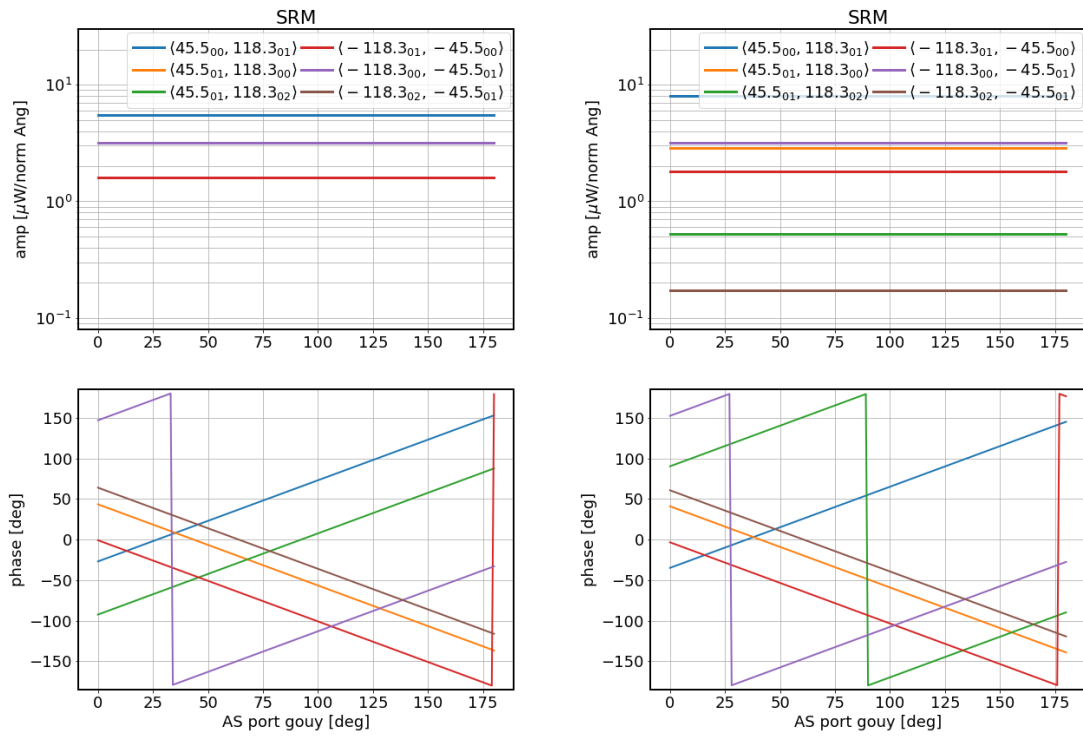 SRM
⟨45.5₀₀, 118.3₀₁⟩ ⟨−118.3₀₁, −45.5₀₀⟩
⟨45.5₀₁, 118.3₀₀⟩ ⟨−118.3₀₀, −45.5₀₁⟩
⟨45.5₀₁, 118.3₀₂⟩ ⟨−118.3₀₂, −45.5₀₁⟩
amp [μW/norm Ang]
10¹
10⁰
10⁻¹
0 25 50 75 100 125 150 175
SRM
⟨45.5₀₀, 118.3₀₁⟩ ⟨−118.3₀₁, −45.5₀₀⟩
⟨45.5₀₁, 118.3₀₀⟩ ⟨−118.3₀₀, −45.5₀₁⟩
⟨45.5₀₁, 118.3₀₂⟩ ⟨−118.3₀₂, −45.5₀₁⟩
amp [μW/norm Ang]
10¹
10⁰
10⁻¹
0 25 50 75 100 125 150 175
phase [deg]
150
100
50
0
−50
−100
−150
0 25 50 75 100 125 150 175
AS port gouy [deg]
phase [deg]
150
100
50
0
−50
−100
−150
0 25 50 75 100 125 150 175
AS port gouy [deg]